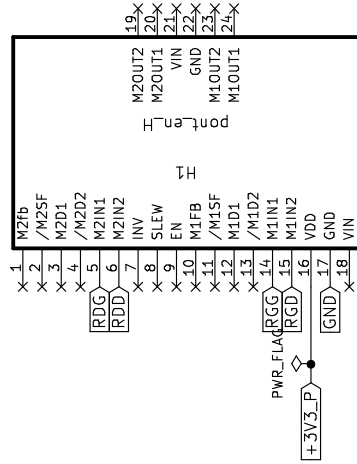 19 20 21 22 23 24
M2OUT2
M2OUT1
VIN
GND
M1OUT2
M1OUT1
pont_en_H
H1
M2fb
/M2SF
M2D1
/M2D2
M2IN1
M2IN2
INV
SLEW
EN
M1FB
/M1SF
M1D1
/M1D2
M1IN1
M1IN2
VDD
GND
VIN
1 2 3 4 5 6 7 8 9 10 11 12 13 14 15 16 17 18
RDG
RDD
RGG
RGD
GND
PWR_FLAG
+3V3_P